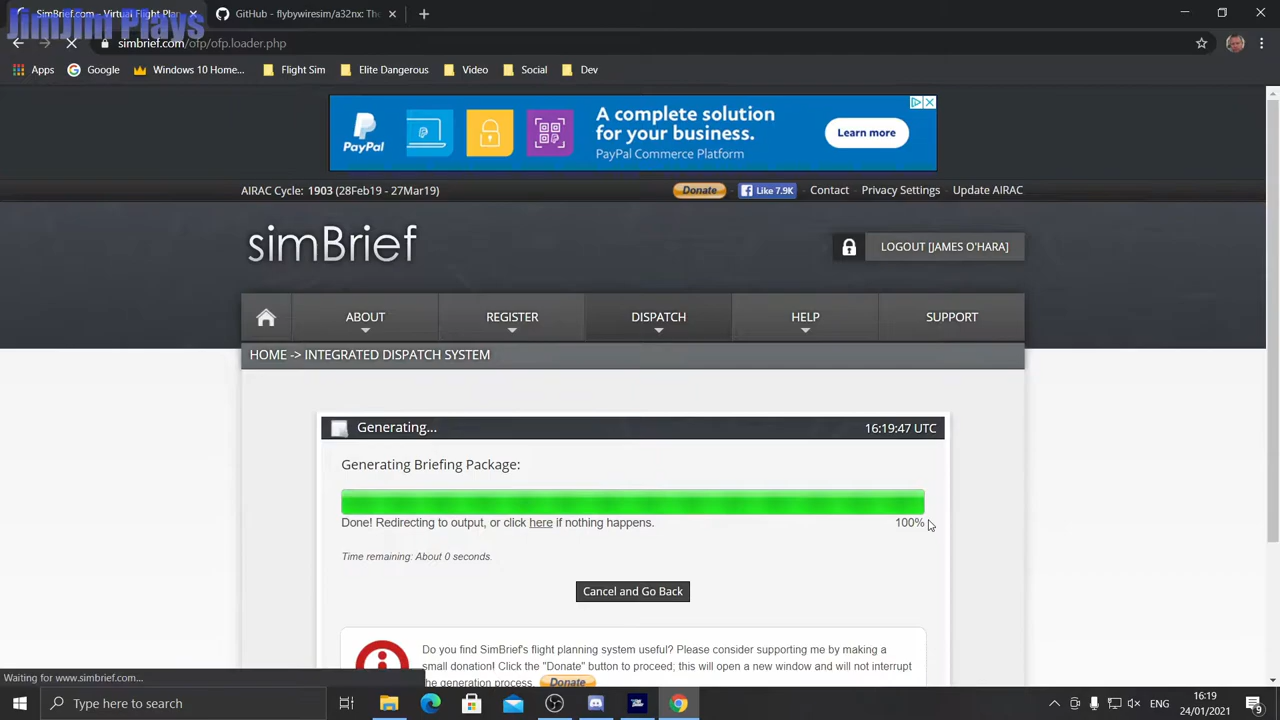 JimJim Plays
SimBrief.com - Virtual Flight Plan
GitHub - flybywiresim/a32nx: The
simbrief.com/ofp/ofp.loader.php
Apps
Google
Windows 10 Home...
Flight Sim
Elite Dangerous
Video
Social
Dev
PayPal
A complete solution
for your business.
PayPal Commerce Platform
Learn more
AIRAC Cycle: 1903 (28Feb19 - 27Mar19)
Donate
Like 7.9K
Contact
Privacy Settings
Update AIRAC
simBrief
LOGOUT [JAMES O'HARA]
ABOUT
REGISTER
DISPATCH
HELP
SUPPORT
HOME -> INTEGRATED DISPATCH SYSTEM
Generating...
16:19:47 UTC
Generating Briefing Package:
Done! Redirecting to output, or click here if nothing happens.
100%
Time remaining: About 0 seconds.
Cancel and Go Back
Do you find SimBrief's flight planning system useful? Please consider supporting me by making a
small donation! Click the "Donate" button to proceed; this will open a new window and will not interrupt
the generation process.
Donate
Waiting for www.simbrief.com...
Type here to search
ENG
16:19
24/01/2021